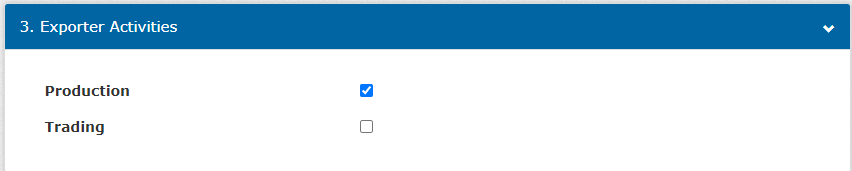 3. Exporter Activities
Production
Trading